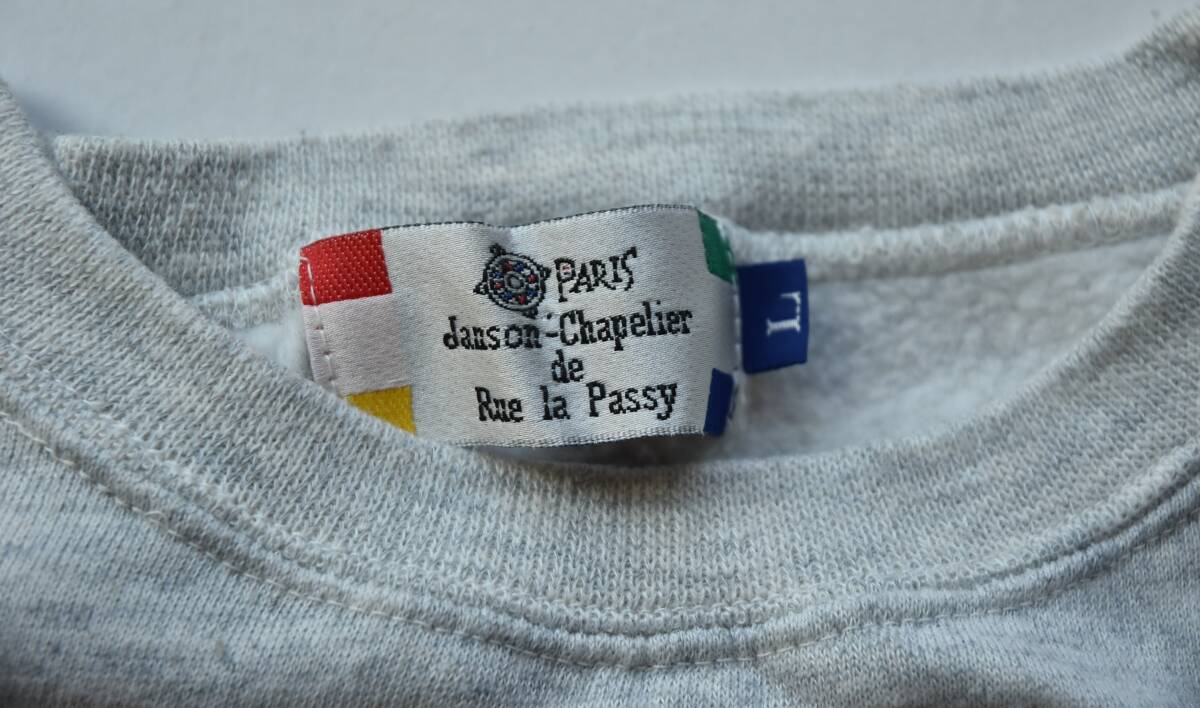 PARIS
Janson-Chapelier
de
Rue la Passy
L